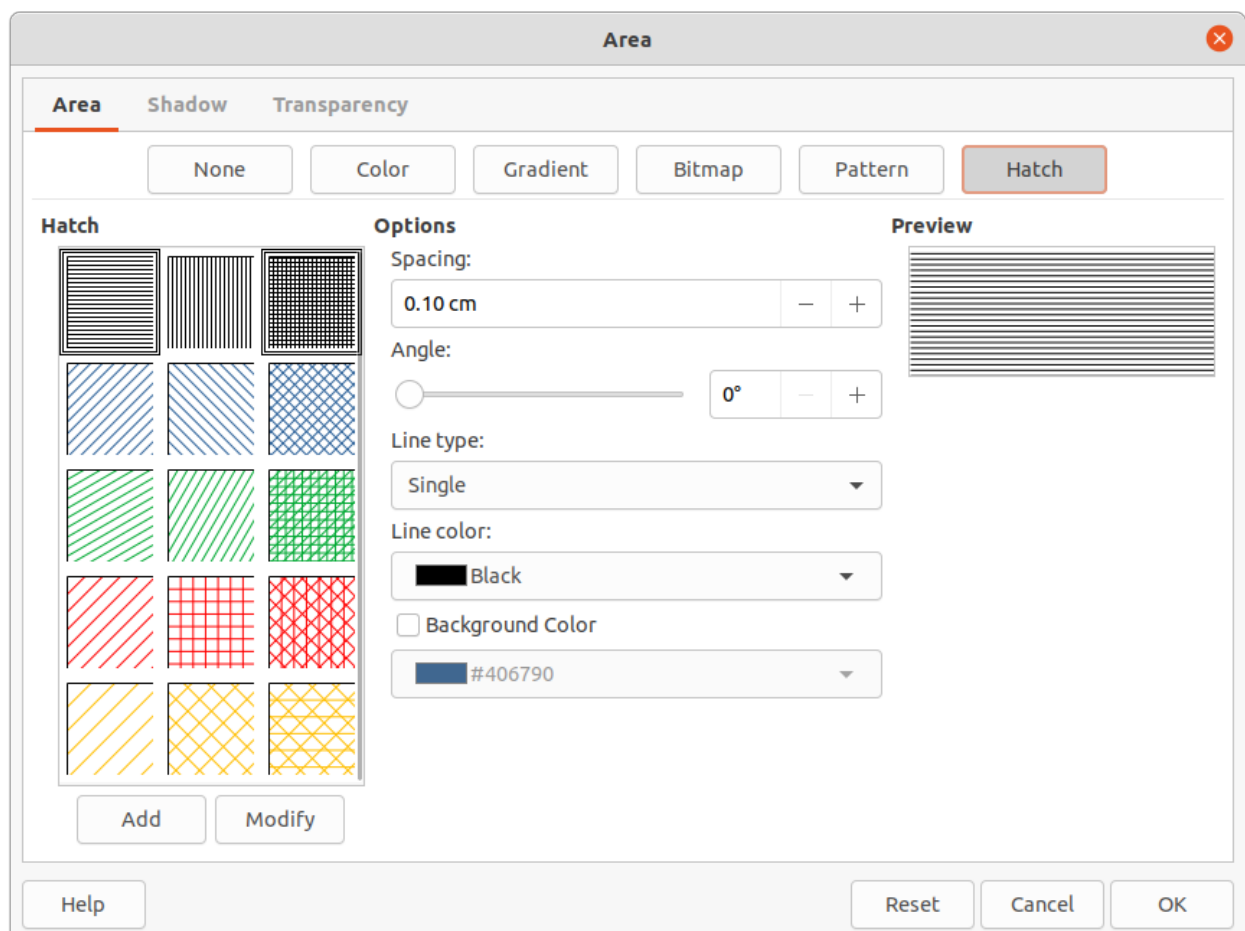 Area
Area Shadow Transparency
None Color Gradient Bitmap Pattern Hatch
Hatch Options Preview
Spacing:
0.10 cm
Angle:
0°
Line type:
Single
Line color:
Black
Background Color
#406790
Add Modify
Help Reset Cancel OK